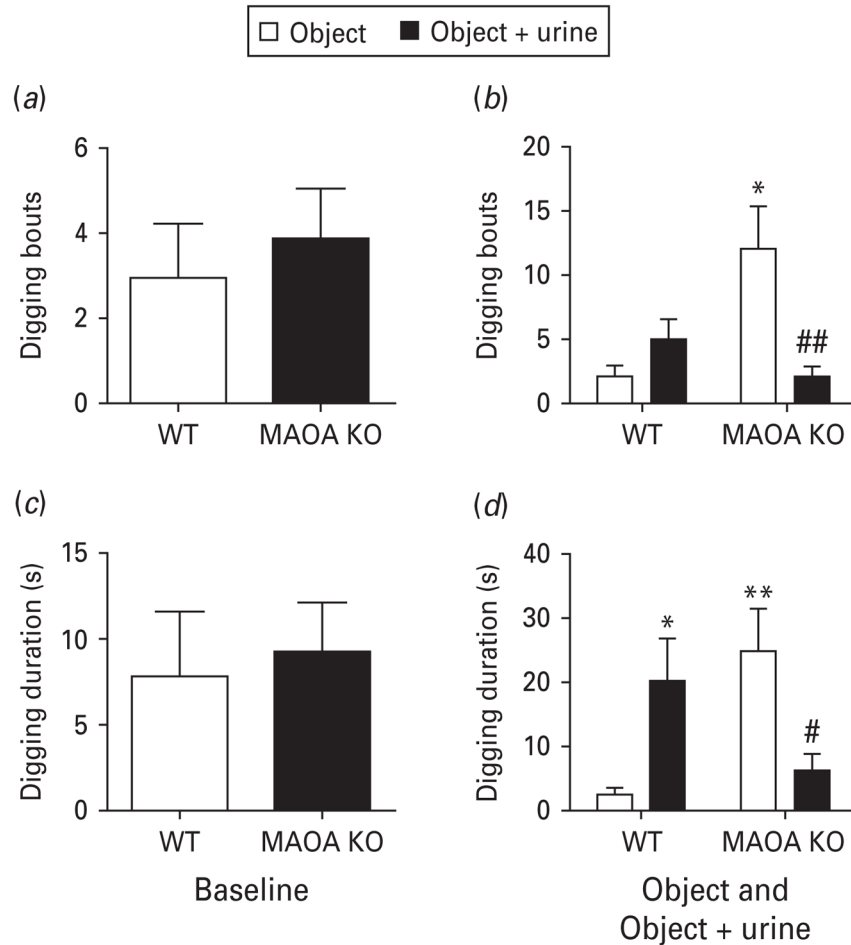 Object Object + urine
(a)
Digging bouts
6
4
2
0
WT MAOA KO
(b)
Digging bouts
20
15
10
5
0
*
##
WT MAOA KO
(c)
Digging duration (s)
15
10
5
0
WT MAOA KO
Baseline
(d)
Digging duration (s)
40
30
20
10
0
*
**
#
WT MAOA KO
Object and
Object + urine